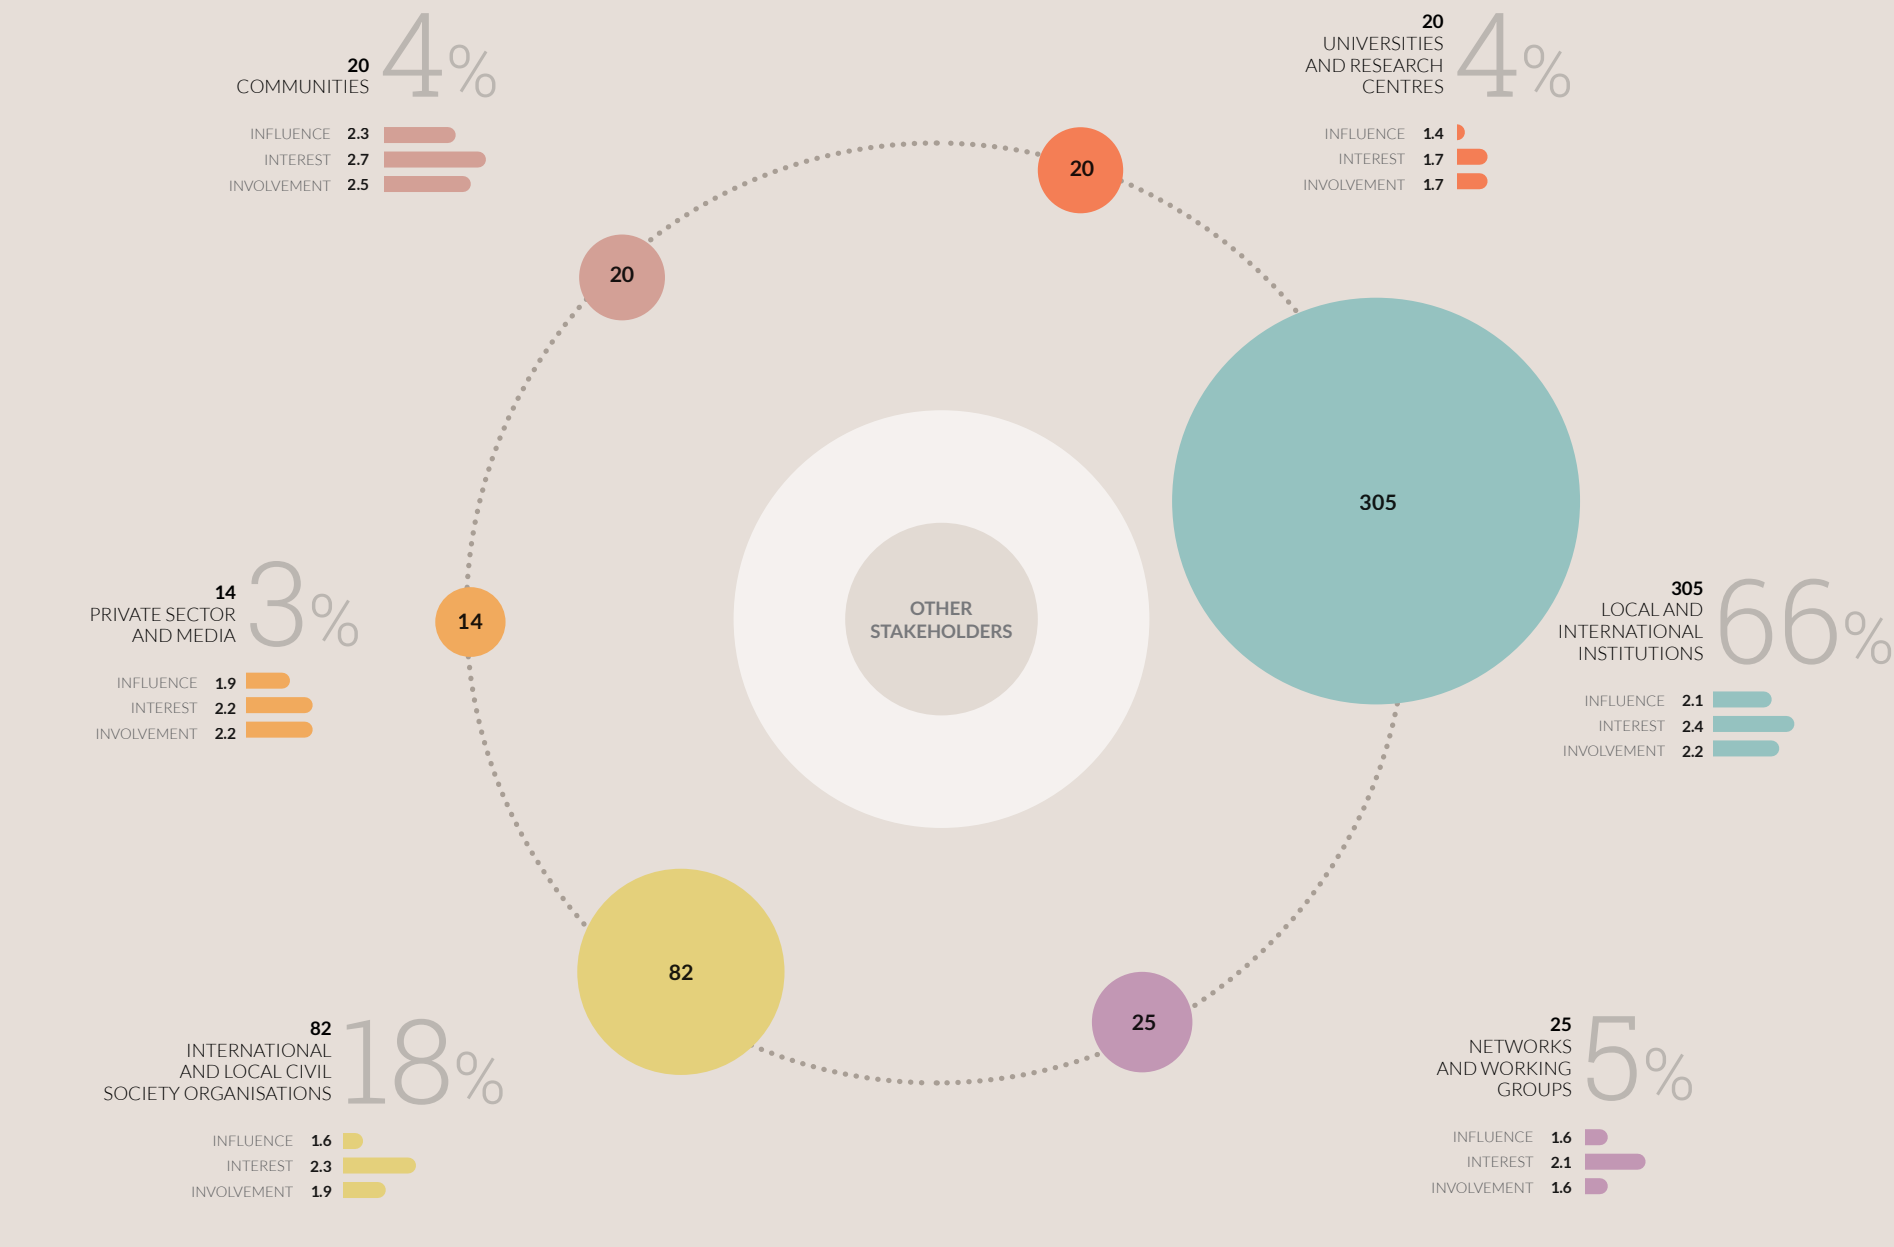 20
COMMUNITIES
4%
INFLUENCE 2.3
INTEREST 2.7
INVOLVEMENT 2.5
20
UNIVERSITIES
AND RESEARCH
CENTRES
4%
INFLUENCE 1.4
INTEREST 1.7
INVOLVEMENT 1.7
20
20
305
OTHER
STAKEHOLDERS
14
PRIVATE SECTOR
AND MEDIA
3%
INFLUENCE 1.9
INTEREST 2.2
INVOLVEMENT 2.2
14
305
LOCAL AND
INTERNATIONAL
INSTITUTIONS
66%
INFLUENCE 2.1
INTEREST 2.4
INVOLVEMENT 2.2
82
25
82
INTERNATIONAL
AND LOCAL CIVIL
SOCIETY ORGANISATIONS
18%
INFLUENCE 1.6
INTEREST 2.3
INVOLVEMENT 1.9
25
NETWORKS
AND WORKING
GROUPS
5%
INFLUENCE 1.6
INTEREST 2.1
INVOLVEMENT 1.6